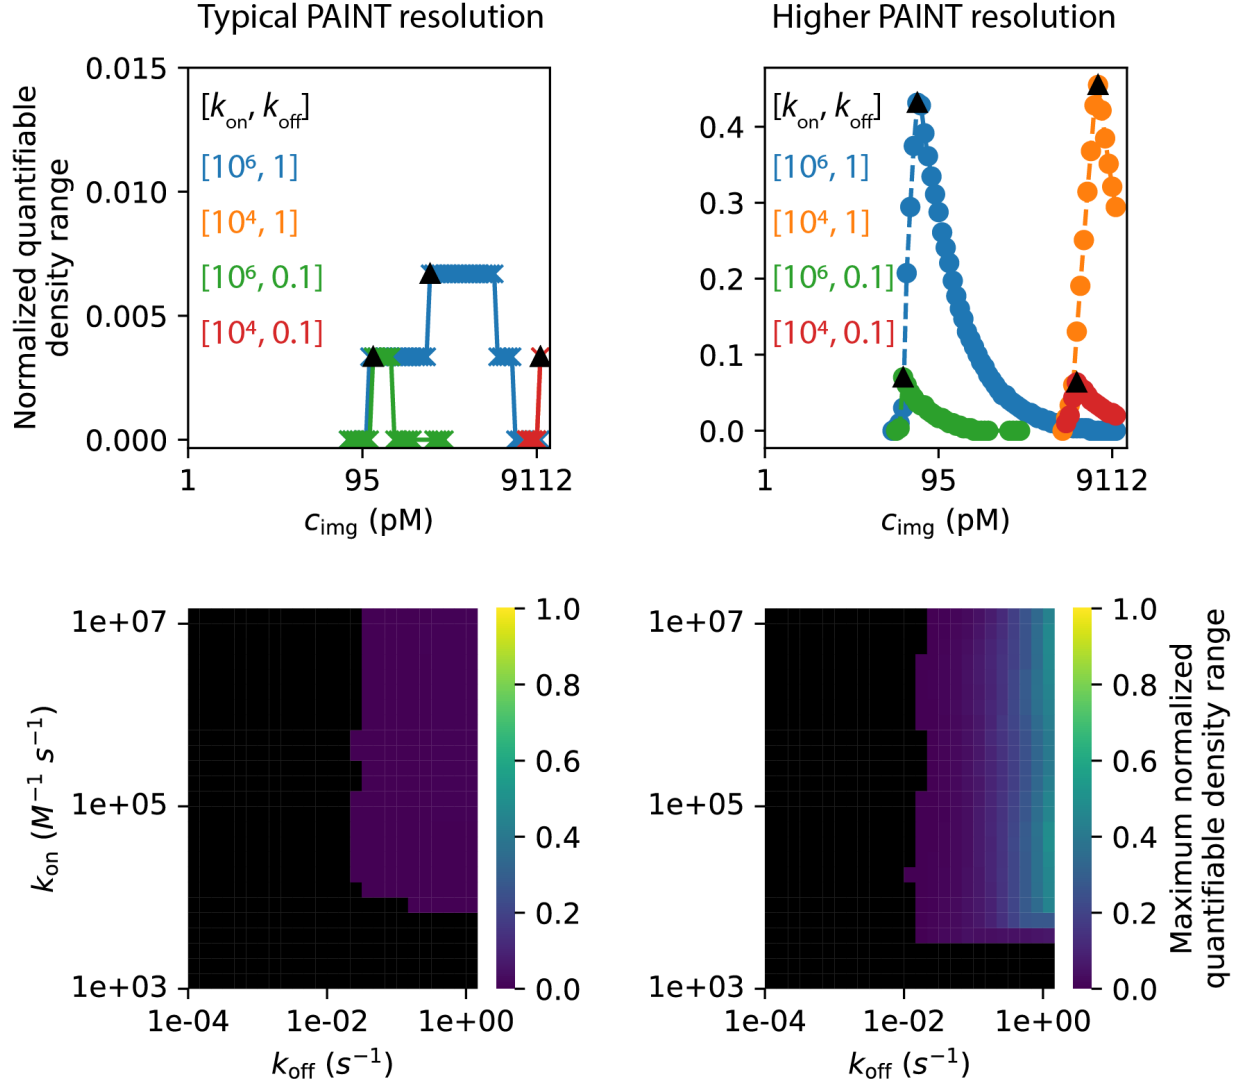 Typical PAINT resolution
Higher PAINT resolution
Normalized quantifiable
density range
0.015
0.010
0.005
0.000
[kon, koff]
[10⁶, 1]
[10⁴, 1]
[10⁶, 0.1]
[10⁴, 0.1]
1
95
9112
cimg (pM)
0.4
0.3
0.2
0.1
0.0
[kon, koff]
[10⁶, 1]
[10⁴, 1]
[10⁶, 0.1]
[10⁴, 0.1]
1
95
9112
cimg (pM)
kon (M⁻¹ s⁻¹)
1e+07
1e+05
1e+03
1e-04
1e-02
1e+00
koff (s⁻¹)
1.0
0.8
0.6
0.4
0.2
0.0
1e+07
1e+05
1e+03
1e-04
1e-02
1e+00
koff (s⁻¹)
1.0
0.8
0.6
0.4
0.2
0.0
Maximum normalized
quantifiable density range